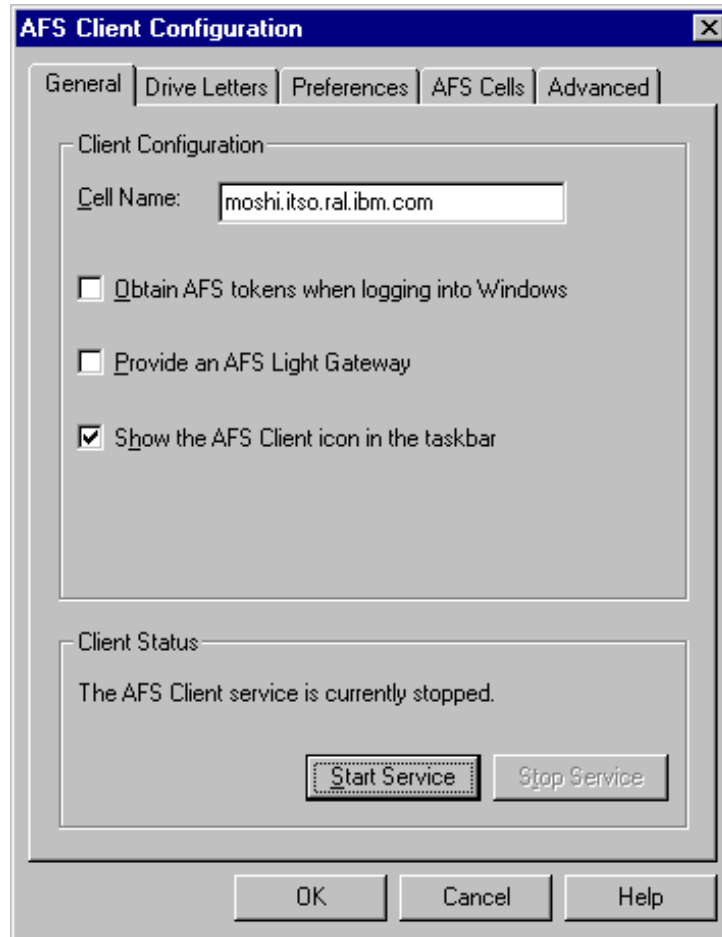 AFS Client Configuration
General Drive Letters Preferences AFS Cells Advanced
Client Configuration
Cell Name: moshi.itso.ral.ibm.com
Obtain AFS tokens when logging into Windows
Provide an AFS Light Gateway
Show the AFS Client icon in the taskbar
Client Status
The AFS Client service is currently stopped.
Start Service Stop Service
OK Cancel Help